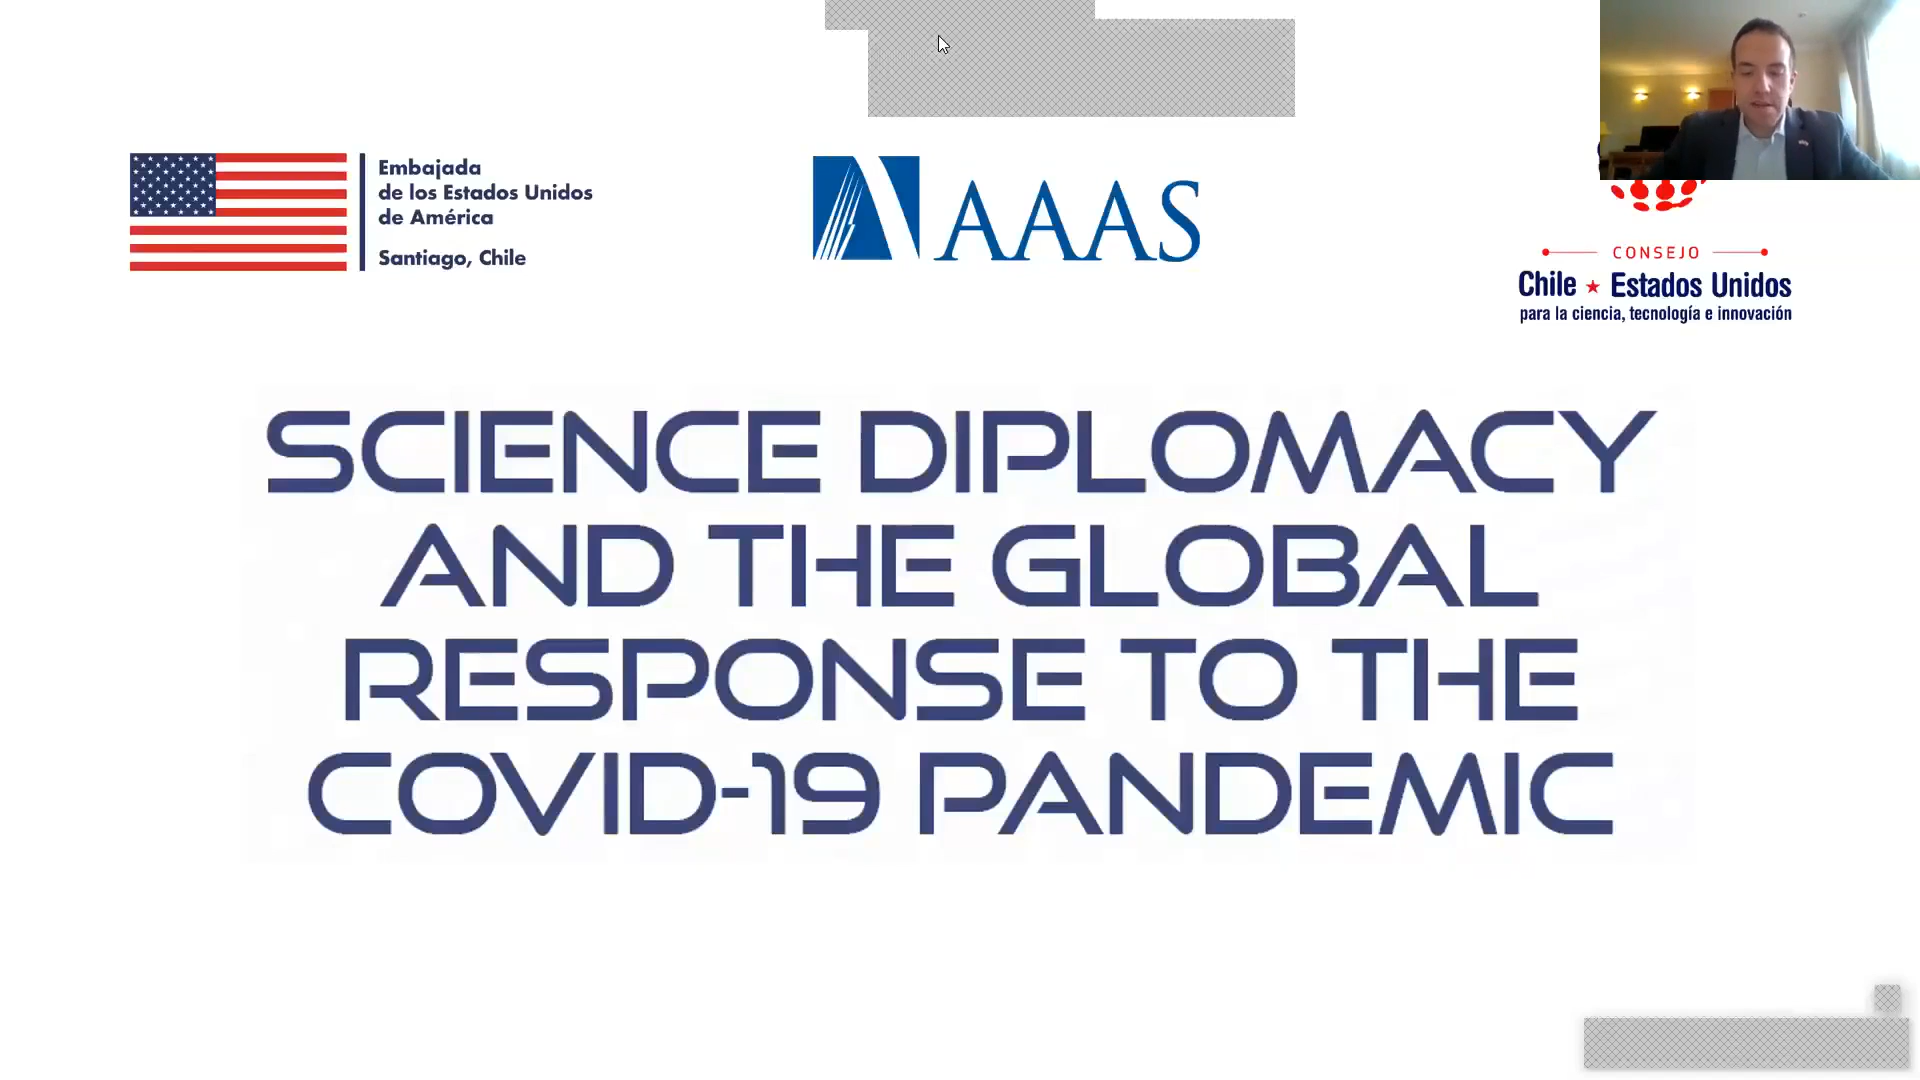 Embajada
de los Estados Unidos
de América
Santiago, Chile
AAAS
CONSEJO
Chile ★ Estados Unidos
para la ciencia, tecnología e innovación
SCIENCE DIPLOMACY
AND THE GLOBAL
RESPONSE TO THE
COVID-19 PANDEMIC